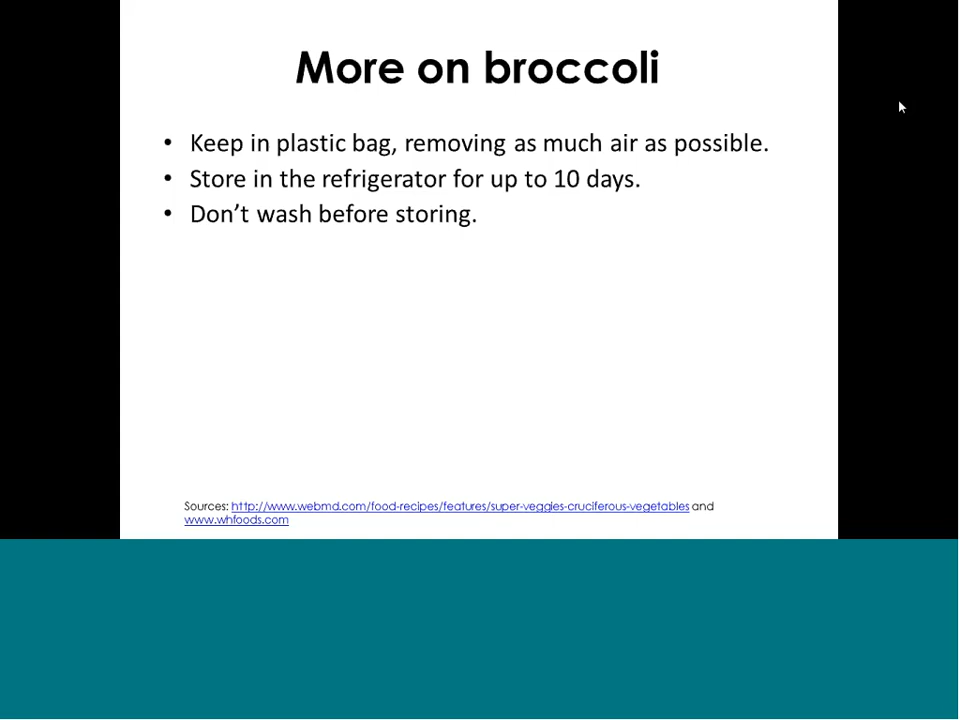 More on broccoli
• Keep in plastic bag, removing as much air as possible.
• Store in the refrigerator for up to 10 days.
• Don’t wash before storing.
Sources: http://www.webmd.com/food-recipes/features/super-veggies-cruciferous-vegetables and
www.whfoods.com